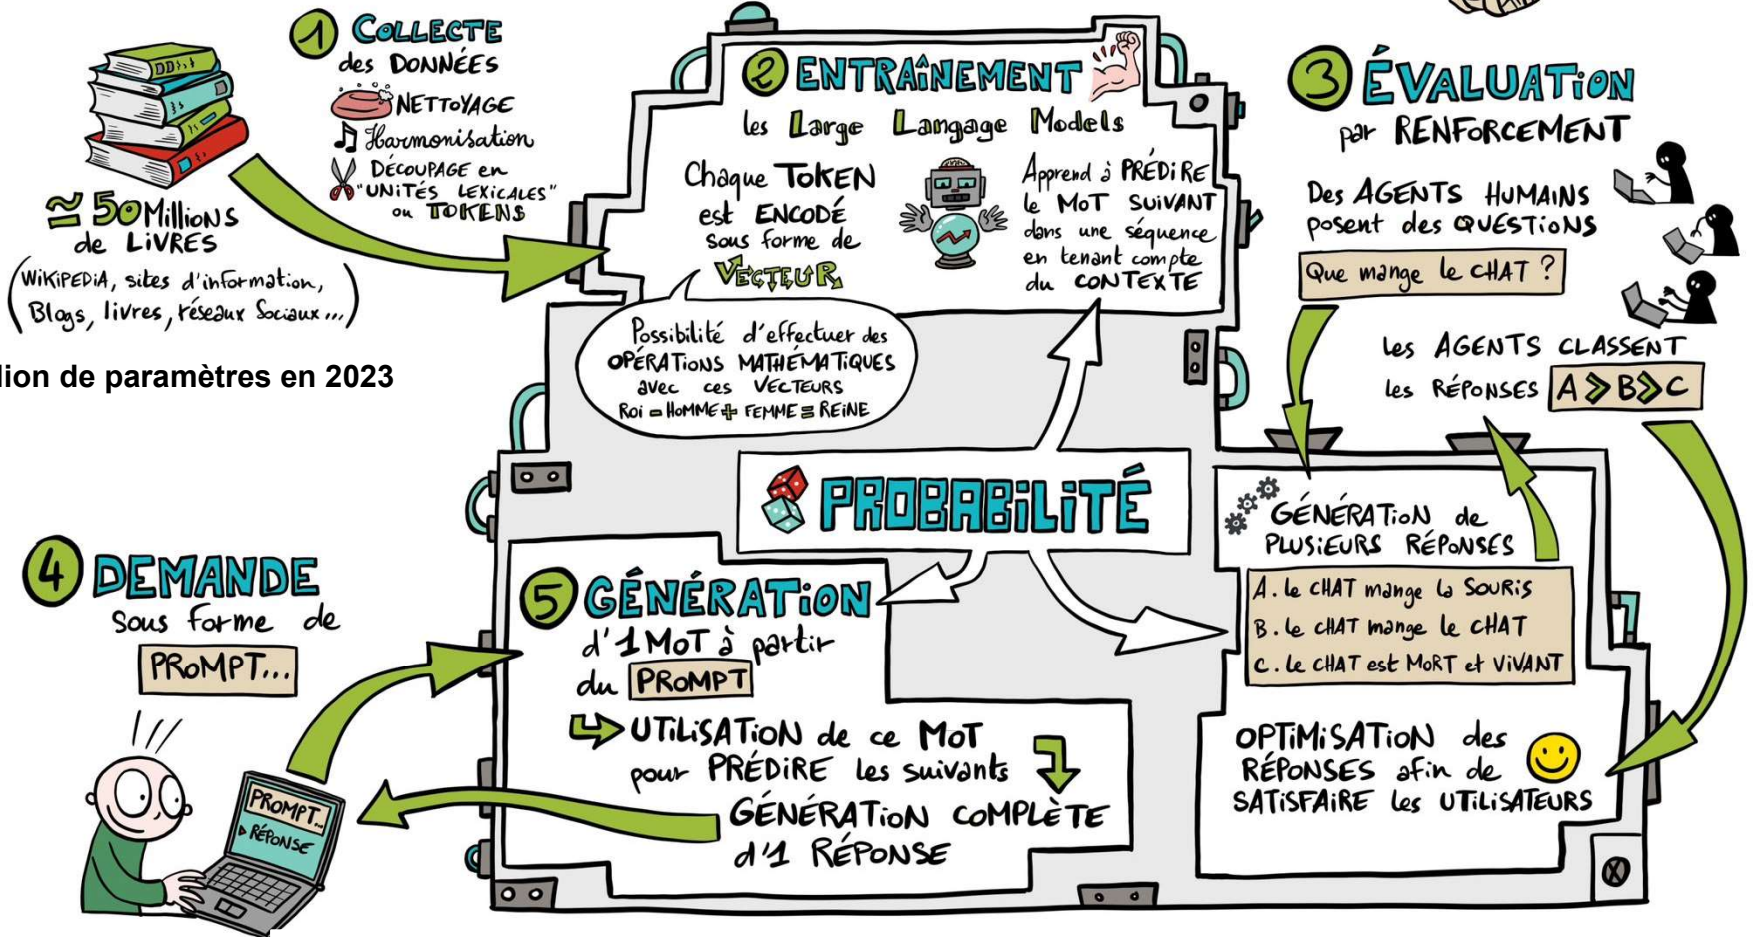 1 COLLECTE
des DONNÉES
NETTOYAGE
Harmonisation
DÉCOUPAGE en
"UNITÉS LEXICALES"
ou TOKENS
≃ 50 Millions
de LIVRES
(WIKIPEDIA, sites d'information,
Blogs, livres, réseaux Sociaux...)
lion de paramètres en 2023
2 ENTRAÎNEMENT
les Large Langage Models
Chaque TOKEN
est ENCODÉ
sous forme de
VECTEUR
Apprend à PRÉDIRE
le MOT SUIVANT
dans une séquence
en tenant compte
du CONTEXTE
Possibilité d'effectuer des
OPÉRATIONS MATHÉMATIQUES
avec ces VECTEURS
ROI - HOMME + FEMME = REINE
3 ÉVALUATION
par RENFORCEMENT
Des AGENTS HUMAINS
posent des QUESTIONS
Que mange le CHAT ?
les AGENTS CLASSENT
les RÉPONSES A > B > C
PROBABILITÉ
GÉNÉRATION de
PLUSIEURS RÉPONSES
A. le CHAT mange la SOURIS
B. le CHAT mange le CHAT
C. le CHAT est MORT et VIVANT
OPTIMISATION des
RÉPONSES afin de
SATISFAIRE les UTILISATEURS
4 DEMANDE
sous forme de
PROMPT...
PROMPT...
RÉPONSE
5 GÉNÉRATION
d'1 MOT à partir
du PROMPT
UTILISATION de ce MOT
pour PRÉDIRE les suivants
GÉNÉRATION COMPLÈTE
d'1 RÉPONSE